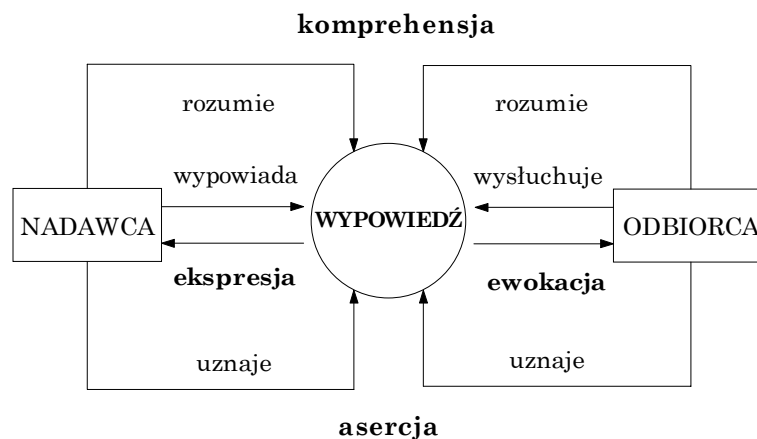 komprehensja
rozumie rozumie
wypowiada wysłuchuje
NADAWCA WYPOWIEDŹ ODBIORCA
ekspresja ewokacja
uznaje uznaje
asercja